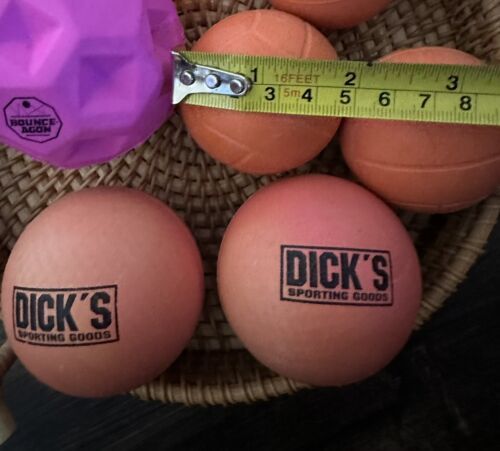 BOUNCE-
AGON
1 16FEET 2 3
3 5m 4 5 6 7 8
DICK'S
SPORTING GOODS
DICK'S
SPORTING GOODS